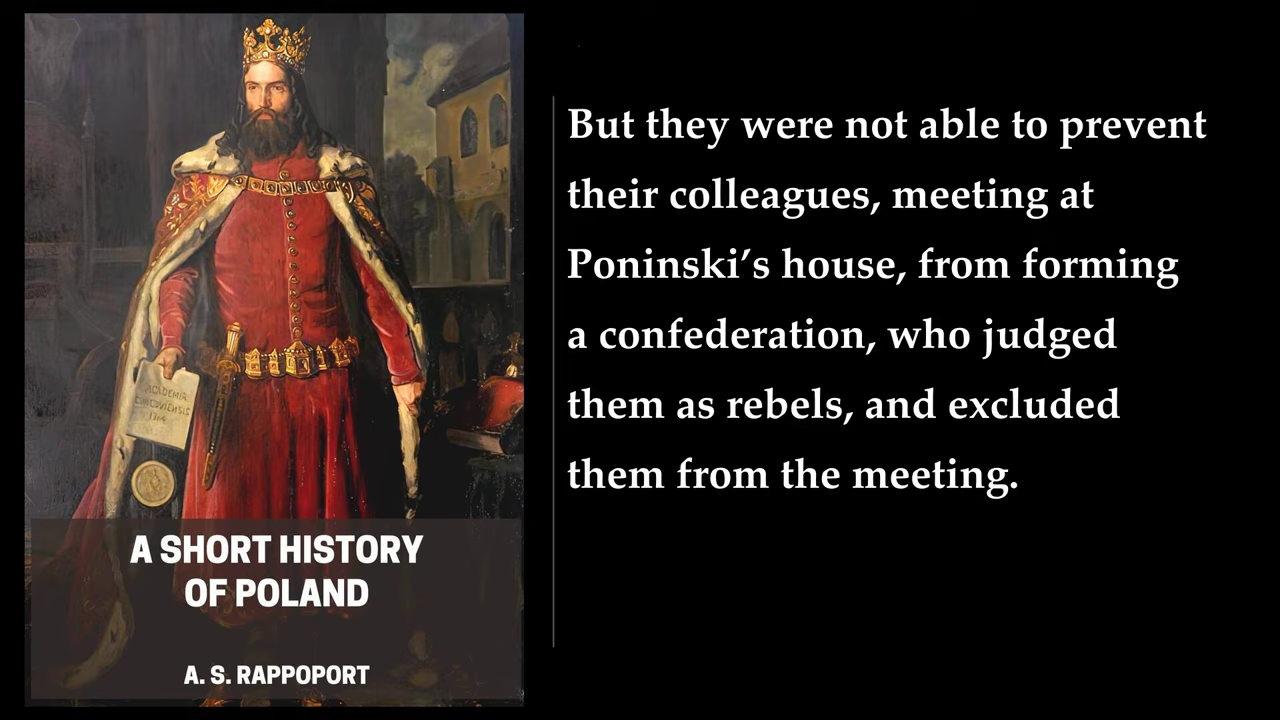 ACADEMIA
A SHORT HISTORY
OF POLAND
A. S. RAPPOPORT
But they were not able to prevent
their colleagues, meeting at
Poninski’s house, from forming
a confederation, who judged
them as rebels, and excluded
them from the meeting.